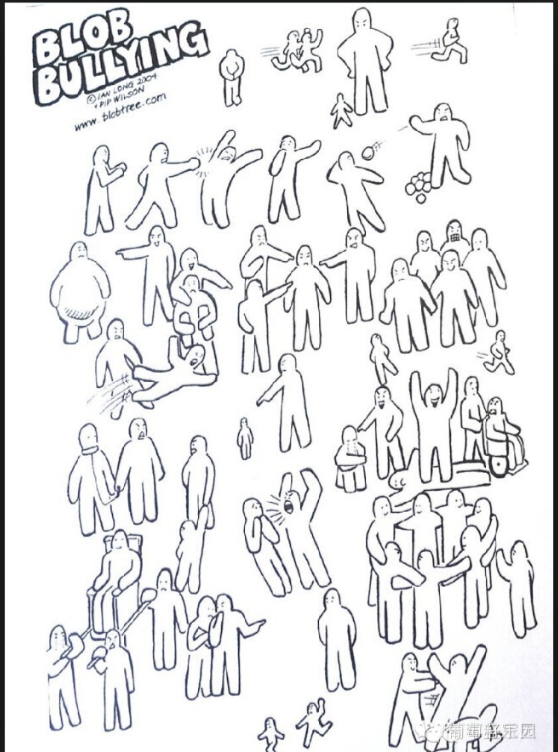 BLOB
BULLYING
© IAN LONG 2004
+ PIP WILSON
www.blobtree.com